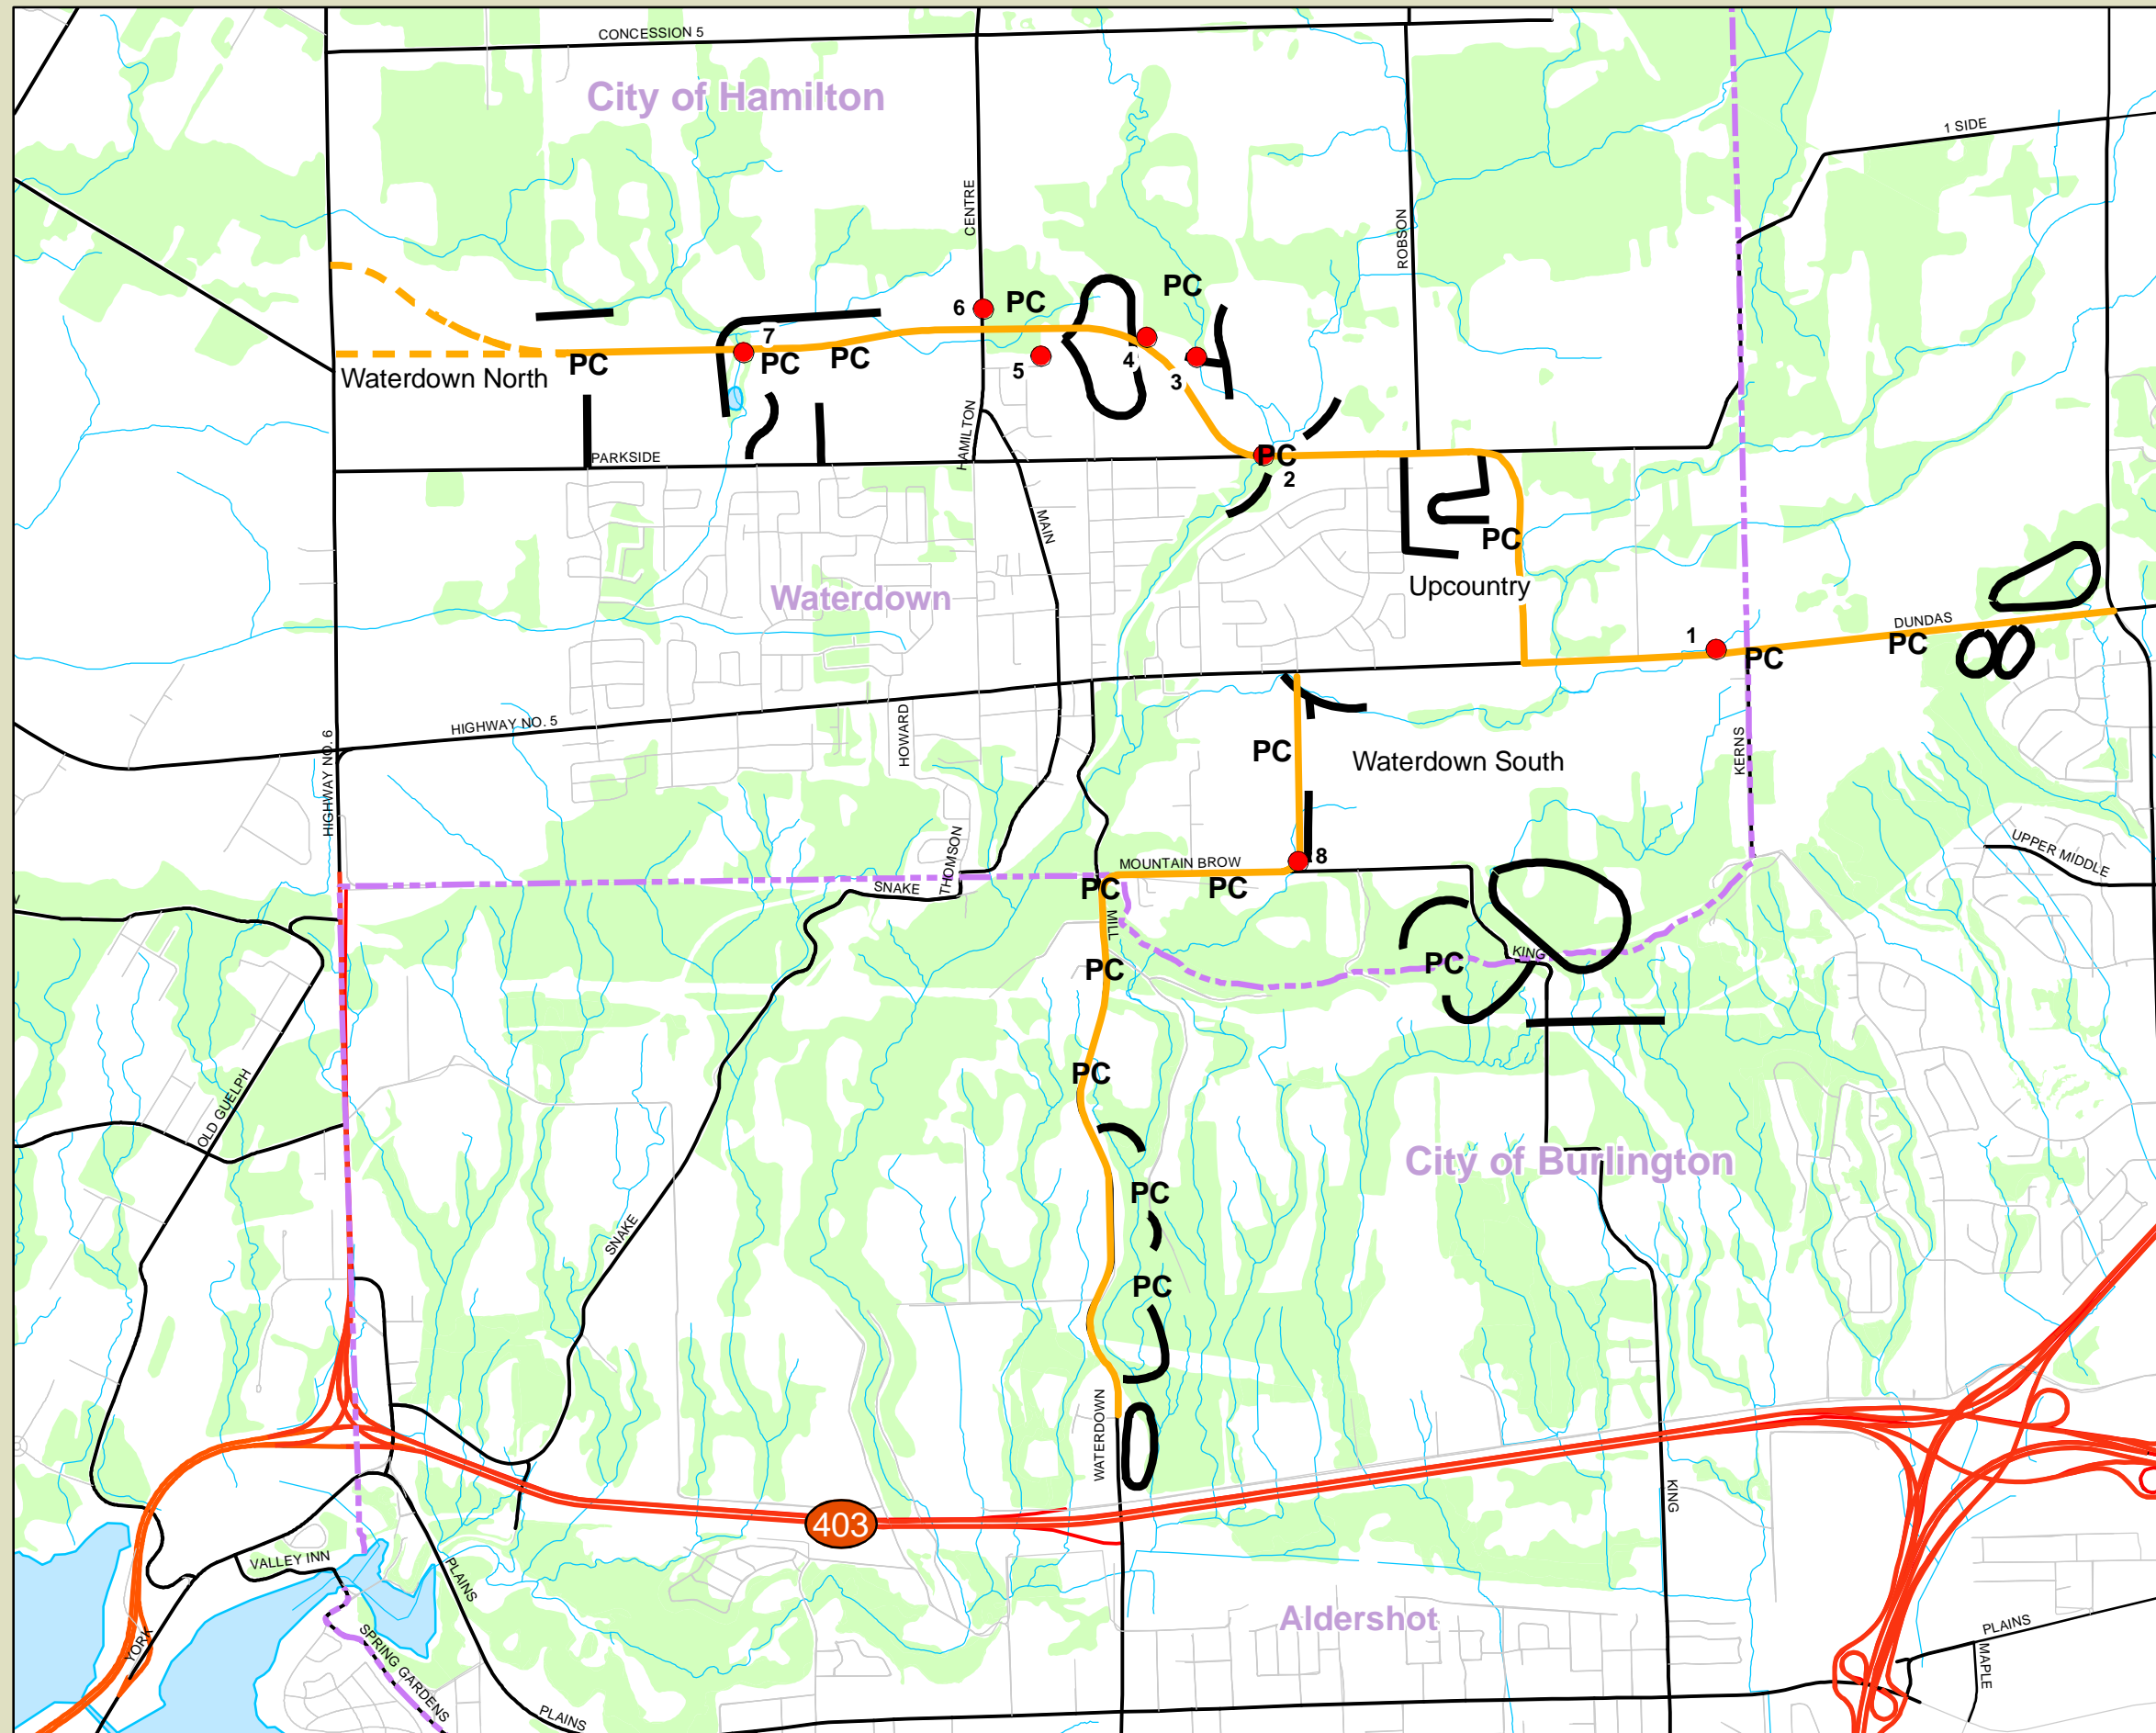 CONCESSION 5
City of Hamilton
1 SIDE
CENTRE
ROBSON
PC
6
PC
7
PC
PC
PC
5
4
3
Waterdown North
HAMILTON
PARKSIDE
PC
2
MAIN
PC
Upcountry
Waterdown
DUNDAS
1
PC
PC
HIGHWAY NO. 5
HOWARD
HIGHWAY NO. 6
PC
Waterdown South
KERNS
UPPER MIDDLE
THOMSON
MOUNTAIN BROW
8
SNAKE
PC
PC
MILL
KING
PC
PC
PC
OLD GUELPH
City of Burlington
PC
SNAKE
PC
WATERDOWN
KING
403
VALLEY INN
PLAINS
Aldershot
YORK
SPRING GARDENS
PLAINS
PLAINS
MAPLE